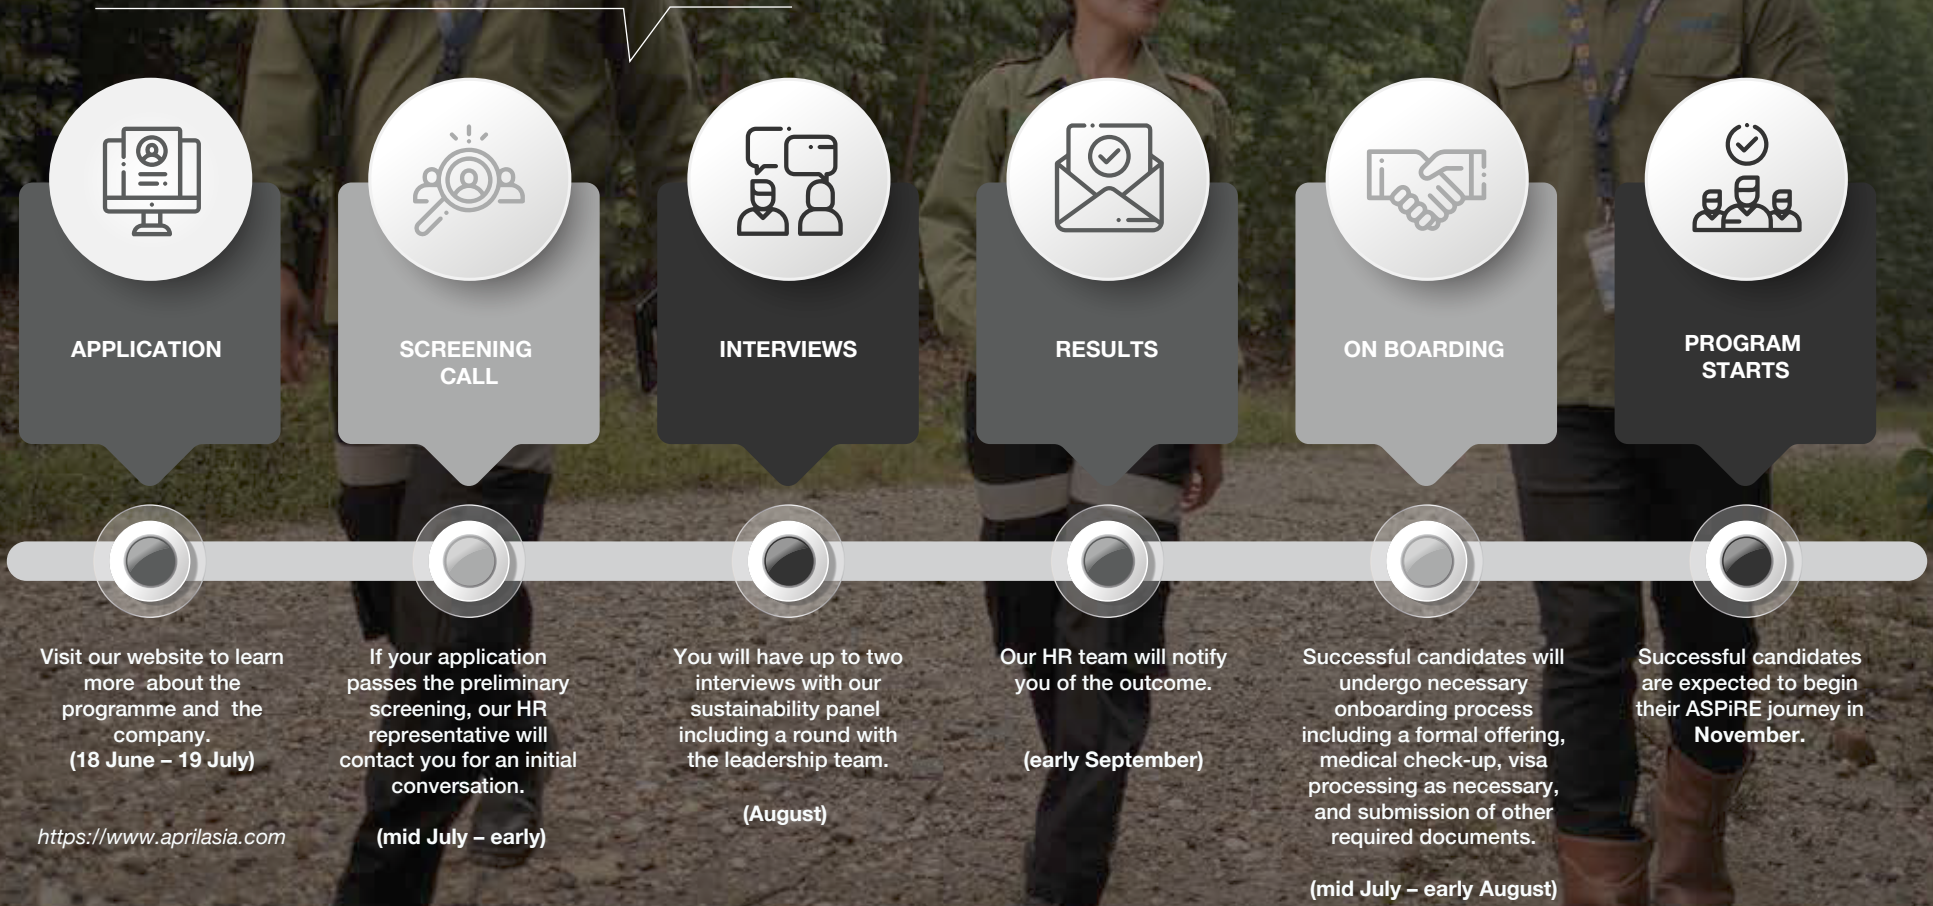 APPLICATION
SCREENING
CALL
INTERVIEWS
RESULTS
ON BOARDING
PROGRAM
STARTS
Visit our website to learn
more about the
programme and the
company.
(18 June – 19 July)
https://www.aprilasia.com
If your application
passes the preliminary
screening, our HR
representative will
contact you for an initial
conversation.
(mid July – early)
You will have up to two
interviews with our
sustainability panel
including a round with
the leadership team.
(August)
Our HR team will notify
you of the outcome.
(early September)
Successful candidates will
undergo necessary
onboarding process
including a formal offering,
medical check-up, visa
processing as necessary,
and submission of other
required documents.
(mid July – early August)
Successful candidates
are expected to begin
their ASPiRE journey in
November.